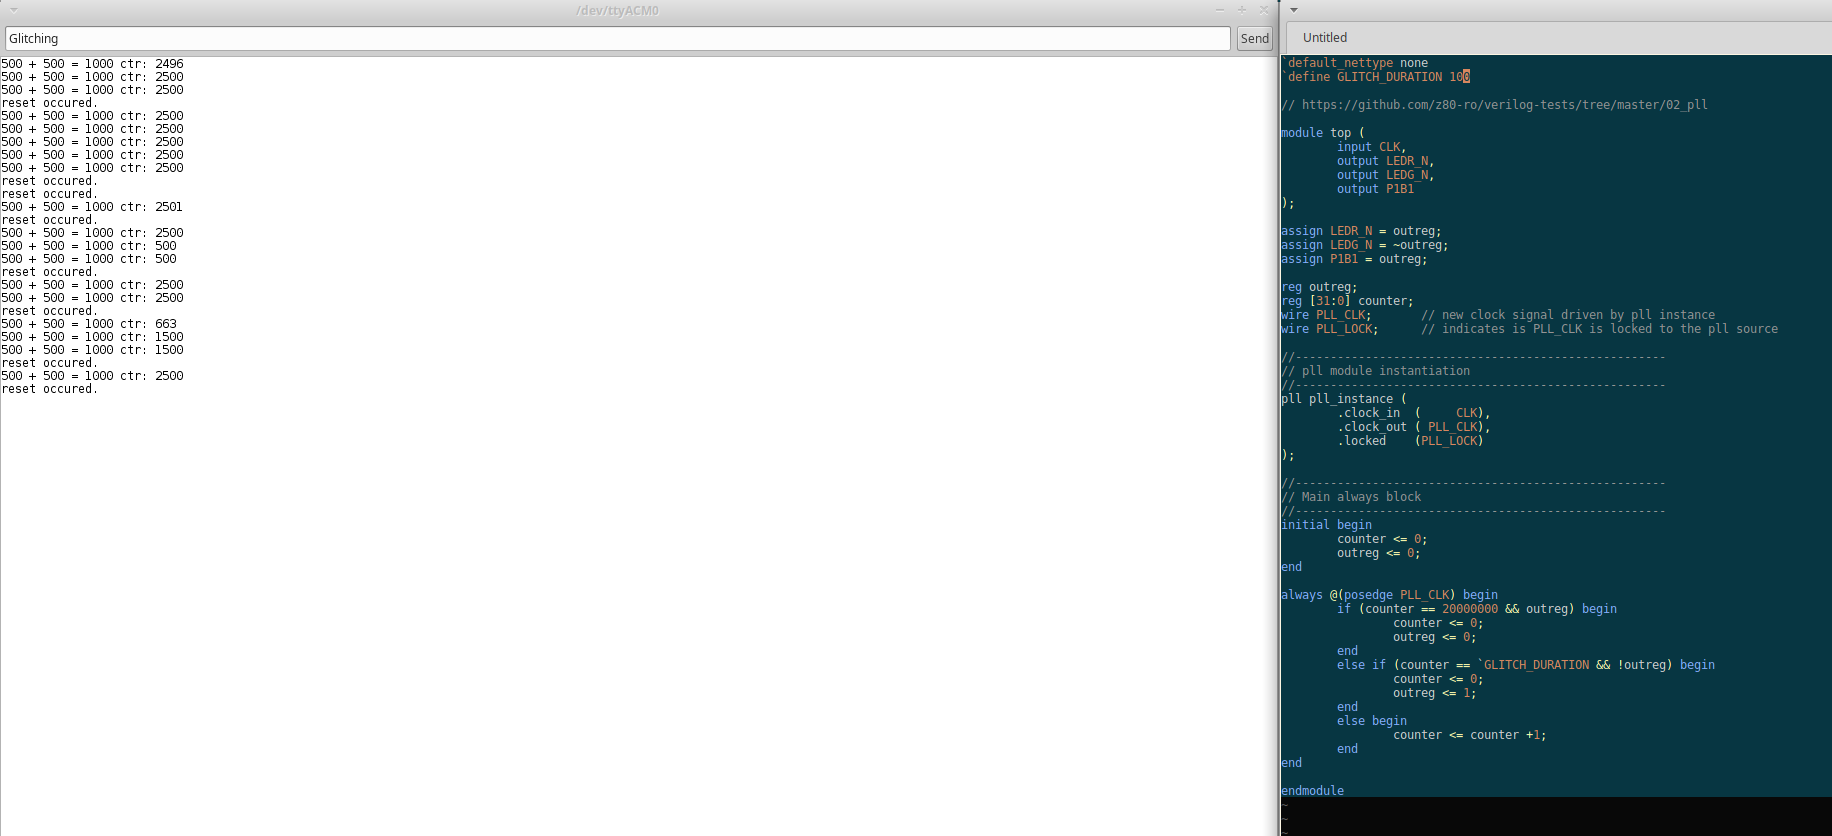 /dev/ttyACM0
Glitching
Send
500 + 500 = 1000 ctr: 2496
500 + 500 = 1000 ctr: 2500
500 + 500 = 1000 ctr: 2500
reset occured.
500 + 500 = 1000 ctr: 2500
500 + 500 = 1000 ctr: 2500
500 + 500 = 1000 ctr: 2500
500 + 500 = 1000 ctr: 2500
500 + 500 = 1000 ctr: 2500
reset occured.
reset occured.
500 + 500 = 1000 ctr: 2501
reset occured.
500 + 500 = 1000 ctr: 2500
500 + 500 = 1000 ctr: 500
500 + 500 = 1000 ctr: 500
reset occured.
500 + 500 = 1000 ctr: 2500
500 + 500 = 1000 ctr: 2500
reset occured.
500 + 500 = 1000 ctr: 663
500 + 500 = 1000 ctr: 1500
500 + 500 = 1000 ctr: 1500
reset occured.
500 + 500 = 1000 ctr: 2500
reset occured.
Untitled
`default_nettype none
`define GLITCH_DURATION 100
// https://github.com/z80-ro/verilog-tests/tree/master/02_pll
module top (
input CLK,
output LEDR_N,
output LEDG_N,
output P1B1
);
assign LEDR_N = outreg;
assign LEDG_N = ~outreg;
assign P1B1 = outreg;
reg outreg;
reg [31:0] counter;
wire PLL_CLK; // new clock signal driven by pll instance
wire PLL_LOCK; // indicates is PLL_CLK is locked to the pll source
//-----------------------------------------------------
// pll module instantiation
//-----------------------------------------------------
pll pll_instance (
.clock_in ( CLK),
.clock_out ( PLL_CLK),
.locked (PLL_LOCK)
);
//-----------------------------------------------------
// Main always block
//-----------------------------------------------------
initial begin
counter <= 0;
outreg <= 0;
end
always @(posedge PLL_CLK) begin
if (counter == 20000000 && outreg) begin
counter <= 0;
outreg <= 0;
end
else if (counter == `GLITCH_DURATION && !outreg) begin
counter <= 0;
outreg <= 1;
end
else begin
counter <= counter +1;
end
end
endmodule
~
~
~